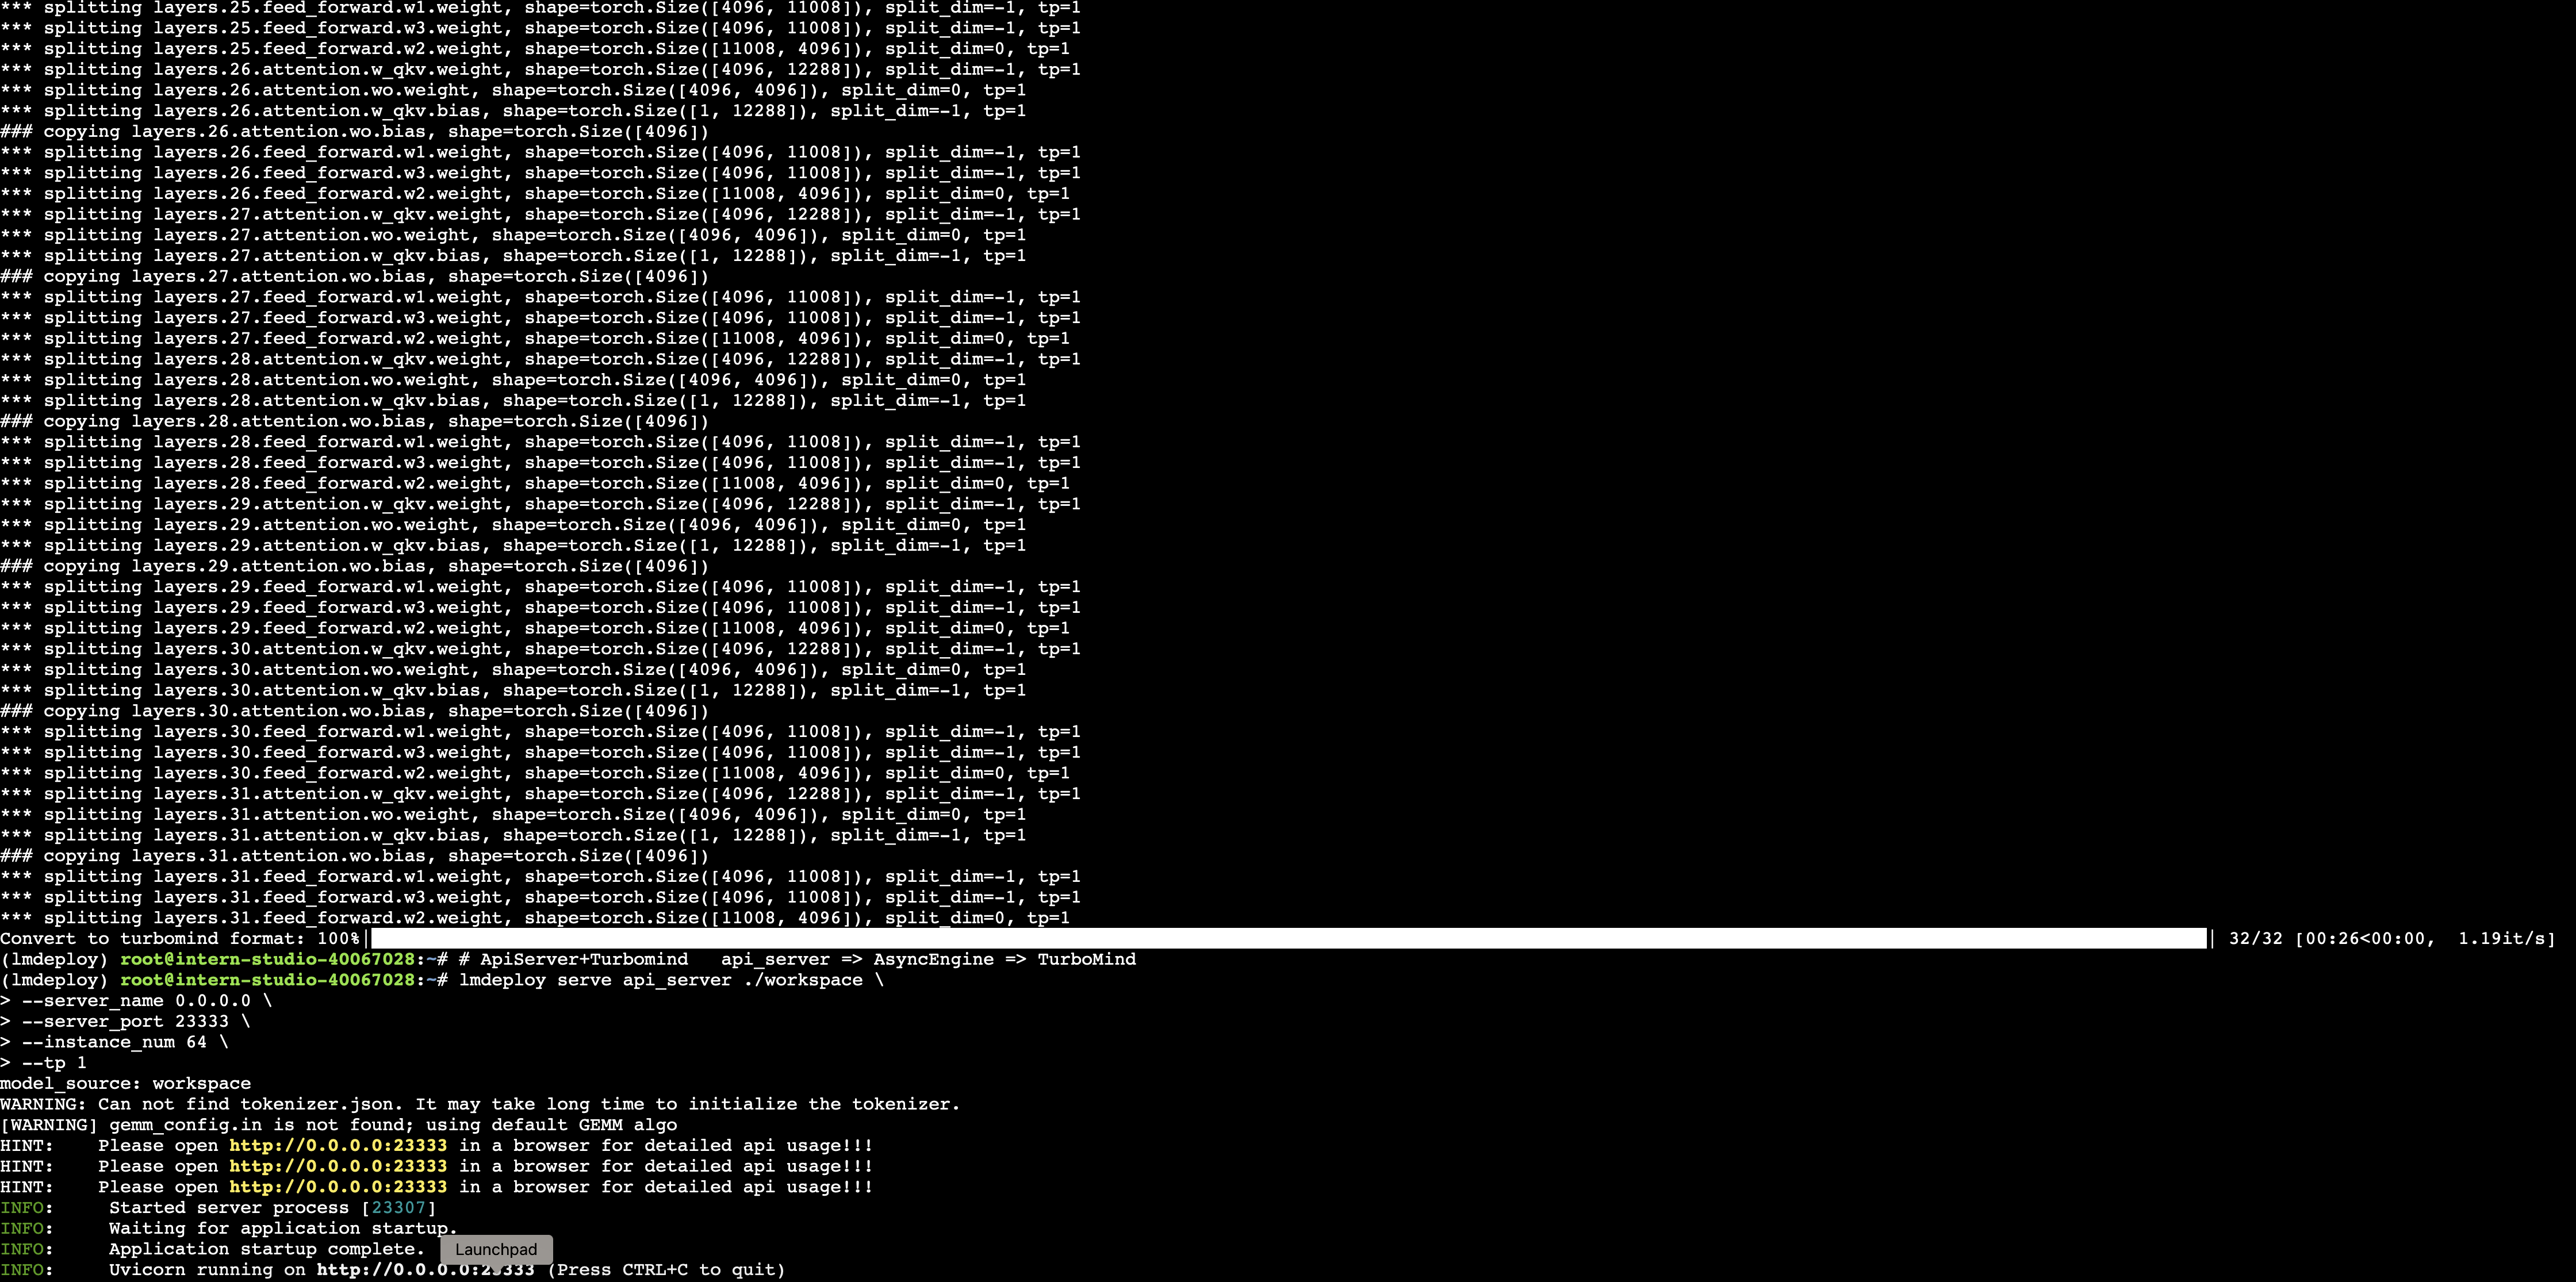 *** splitting layers.25.feed_forward.w1.weight, shape=torch.Size([4096, 11008]), split_dim=-1, tp=1
*** splitting layers.25.feed_forward.w3.weight, shape=torch.Size([4096, 11008]), split_dim=-1, tp=1
*** splitting layers.25.feed_forward.w2.weight, shape=torch.Size([11008, 4096]), split_dim=0, tp=1
*** splitting layers.26.attention.w_qkv.weight, shape=torch.Size([4096, 12288]), split_dim=-1, tp=1
*** splitting layers.26.attention.wo.weight, shape=torch.Size([4096, 4096]), split_dim=0, tp=1
*** splitting layers.26.attention.w_qkv.bias, shape=torch.Size([1, 12288]), split_dim=-1, tp=1
### copying layers.26.attention.wo.bias, shape=torch.Size([4096])
*** splitting layers.26.feed_forward.w1.weight, shape=torch.Size([4096, 11008]), split_dim=-1, tp=1
*** splitting layers.26.feed_forward.w3.weight, shape=torch.Size([4096, 11008]), split_dim=-1, tp=1
*** splitting layers.26.feed_forward.w2.weight, shape=torch.Size([11008, 4096]), split_dim=0, tp=1
*** splitting layers.27.attention.w_qkv.weight, shape=torch.Size([4096, 12288]), split_dim=-1, tp=1
*** splitting layers.27.attention.wo.weight, shape=torch.Size([4096, 4096]), split_dim=0, tp=1
*** splitting layers.27.attention.w_qkv.bias, shape=torch.Size([1, 12288]), split_dim=-1, tp=1
### copying layers.27.attention.wo.bias, shape=torch.Size([4096])
*** splitting layers.27.feed_forward.w1.weight, shape=torch.Size([4096, 11008]), split_dim=-1, tp=1
*** splitting layers.27.feed_forward.w3.weight, shape=torch.Size([4096, 11008]), split_dim=-1, tp=1
*** splitting layers.27.feed_forward.w2.weight, shape=torch.Size([11008, 4096]), split_dim=0, tp=1
*** splitting layers.28.attention.w_qkv.weight, shape=torch.Size([4096, 12288]), split_dim=-1, tp=1
*** splitting layers.28.attention.wo.weight, shape=torch.Size([4096, 4096]), split_dim=0, tp=1
*** splitting layers.28.attention.w_qkv.bias, shape=torch.Size([1, 12288]), split_dim=-1, tp=1
### copying layers.28.attention.wo.bias, shape=torch.Size([4096])
*** splitting layers.28.feed_forward.w1.weight, shape=torch.Size([4096, 11008]), split_dim=-1, tp=1
*** splitting layers.28.feed_forward.w3.weight, shape=torch.Size([4096, 11008]), split_dim=-1, tp=1
*** splitting layers.28.feed_forward.w2.weight, shape=torch.Size([11008, 4096]), split_dim=0, tp=1
*** splitting layers.29.attention.w_qkv.weight, shape=torch.Size([4096, 12288]), split_dim=-1, tp=1
*** splitting layers.29.attention.wo.weight, shape=torch.Size([4096, 4096]), split_dim=0, tp=1
*** splitting layers.29.attention.w_qkv.bias, shape=torch.Size([1, 12288]), split_dim=-1, tp=1
### copying layers.29.attention.wo.bias, shape=torch.Size([4096])
*** splitting layers.29.feed_forward.w1.weight, shape=torch.Size([4096, 11008]), split_dim=-1, tp=1
*** splitting layers.29.feed_forward.w3.weight, shape=torch.Size([4096, 11008]), split_dim=-1, tp=1
*** splitting layers.29.feed_forward.w2.weight, shape=torch.Size([11008, 4096]), split_dim=0, tp=1
*** splitting layers.30.attention.w_qkv.weight, shape=torch.Size([4096, 12288]), split_dim=-1, tp=1
*** splitting layers.30.attention.wo.weight, shape=torch.Size([4096, 4096]), split_dim=0, tp=1
*** splitting layers.30.attention.w_qkv.bias, shape=torch.Size([1, 12288]), split_dim=-1, tp=1
### copying layers.30.attention.wo.bias, shape=torch.Size([4096])
*** splitting layers.30.feed_forward.w1.weight, shape=torch.Size([4096, 11008]), split_dim=-1, tp=1
*** splitting layers.30.feed_forward.w3.weight, shape=torch.Size([4096, 11008]), split_dim=-1, tp=1
*** splitting layers.30.feed_forward.w2.weight, shape=torch.Size([11008, 4096]), split_dim=0, tp=1
*** splitting layers.31.attention.w_qkv.weight, shape=torch.Size([4096, 12288]), split_dim=-1, tp=1
*** splitting layers.31.attention.wo.weight, shape=torch.Size([4096, 4096]), split_dim=0, tp=1
*** splitting layers.31.attention.w_qkv.bias, shape=torch.Size([1, 12288]), split_dim=-1, tp=1
### copying layers.31.attention.wo.bias, shape=torch.Size([4096])
*** splitting layers.31.feed_forward.w1.weight, shape=torch.Size([4096, 11008]), split_dim=-1, tp=1
*** splitting layers.31.feed_forward.w3.weight, shape=torch.Size([4096, 11008]), split_dim=-1, tp=1
*** splitting layers.31.feed_forward.w2.weight, shape=torch.Size([11008, 4096]), split_dim=0, tp=1
Convert to turbomind format: 100%| | 32/32 [00:26<00:00, 1.19it/s]
(lmdeploy) root@intern-studio-40067028:~# # ApiServer+Turbomind   api_server => AsyncEngine => TurboMind
(lmdeploy) root@intern-studio-40067028:~# lmdeploy serve api_server ./workspace \
> --server_name 0.0.0.0 \
> --server_port 23333 \
> --instance_num 64 \
> --tp 1
model_source: workspace
WARNING: Can not find tokenizer.json. It may take long time to initialize the tokenizer.
[WARNING] gemm_config.in is not found; using default GEMM algo
HINT:    Please open http://0.0.0.0:23333 in a browser for detailed api usage!!!
HINT:    Please open http://0.0.0.0:23333 in a browser for detailed api usage!!!
HINT:    Please open http://0.0.0.0:23333 in a browser for detailed api usage!!!
INFO:     Started server process [23307]
INFO:     Waiting for application startup.
INFO:     Application startup complete.
Launchpad
INFO:     Uvicorn running on http://0.0.0.0:23333 (Press CTRL+C to quit)